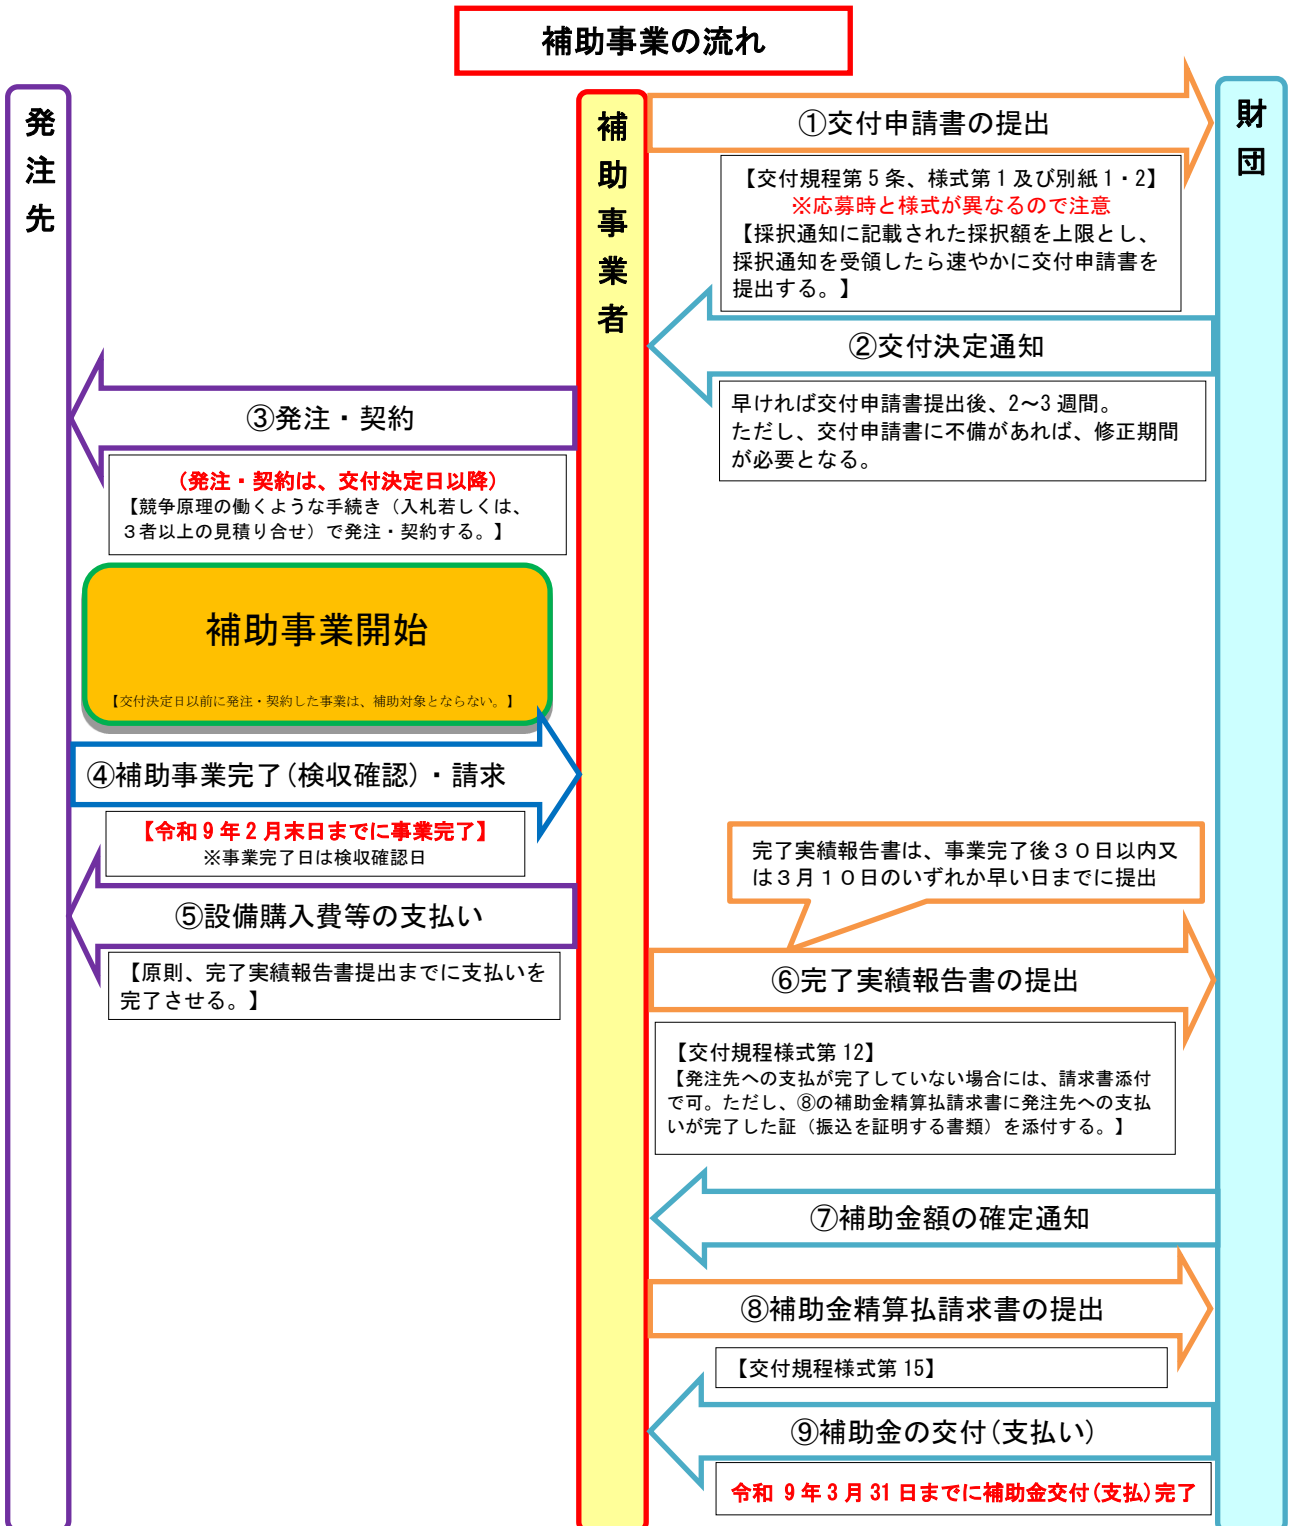 補助事業の流れ
発注先
補助事業者
財団
①交付申請書の提出
【交付規程第5条、様式第1及び別紙1・2】
※応募時と様式が異なるので注意
【採択通知に記載された採択額を上限とし、
採択通知を受領したら速やかに交付申請書を
提出する。】
②交付決定通知
早ければ交付申請書提出後、2～3週間。
ただし、交付申請書に不備があれば、修正期間
が必要となる。
③発注・契約
(発注・契約は、交付決定日以降)
【競争原理の働くような手続き（入札若しくは、
３者以上の見積り合せ）で発注・契約する。】
補助事業開始
【交付決定日以前に発注・契約した事業は、補助対象とならない。】
④補助事業完了(検収確認)・請求
【令和9年2月末日までに事業完了】
※事業完了日は検収確認日
⑤設備購入費等の支払い
【原則、完了実績報告書提出までに支払いを
完了させる。】
完了実績報告書は、事業完了後３０日以内又
は３月１０日のいずれか早い日までに提出
⑥完了実績報告書の提出
【交付規程様式第12】
【発注先への支払が完了していない場合には、請求書添付
で可。ただし、⑧の補助金精算払請求書に発注先への支払
いが完了した証（振込を証明する書類）を添付する。】
⑦補助金額の確定通知
⑧補助金精算払請求書の提出
【交付規程様式第15】
⑨補助金の交付(支払い)
令和 9年3月31日までに補助金交付(支払)完了